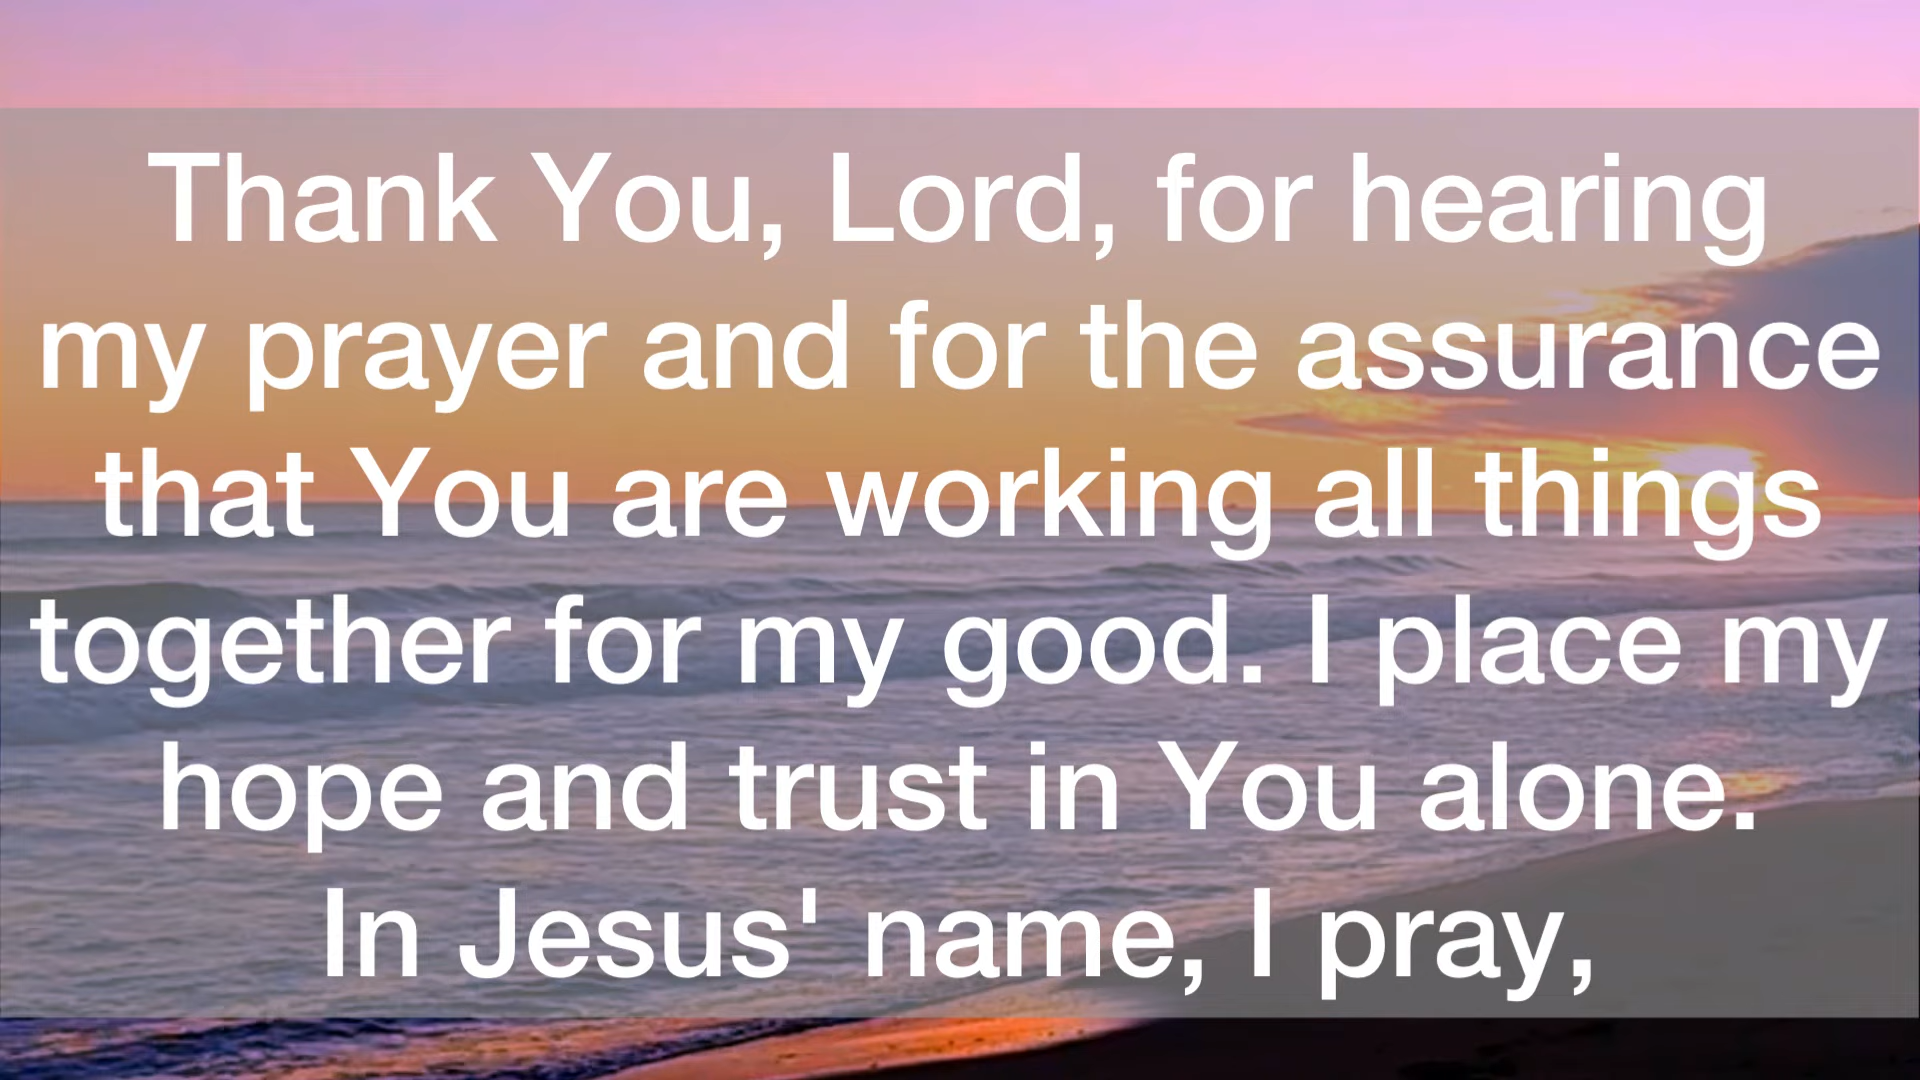 Thank You, Lord, for hearing
my prayer and for the assurance
that You are working all things
together for my good. I place my
hope and trust in You alone.
In Jesus' name, I pray,